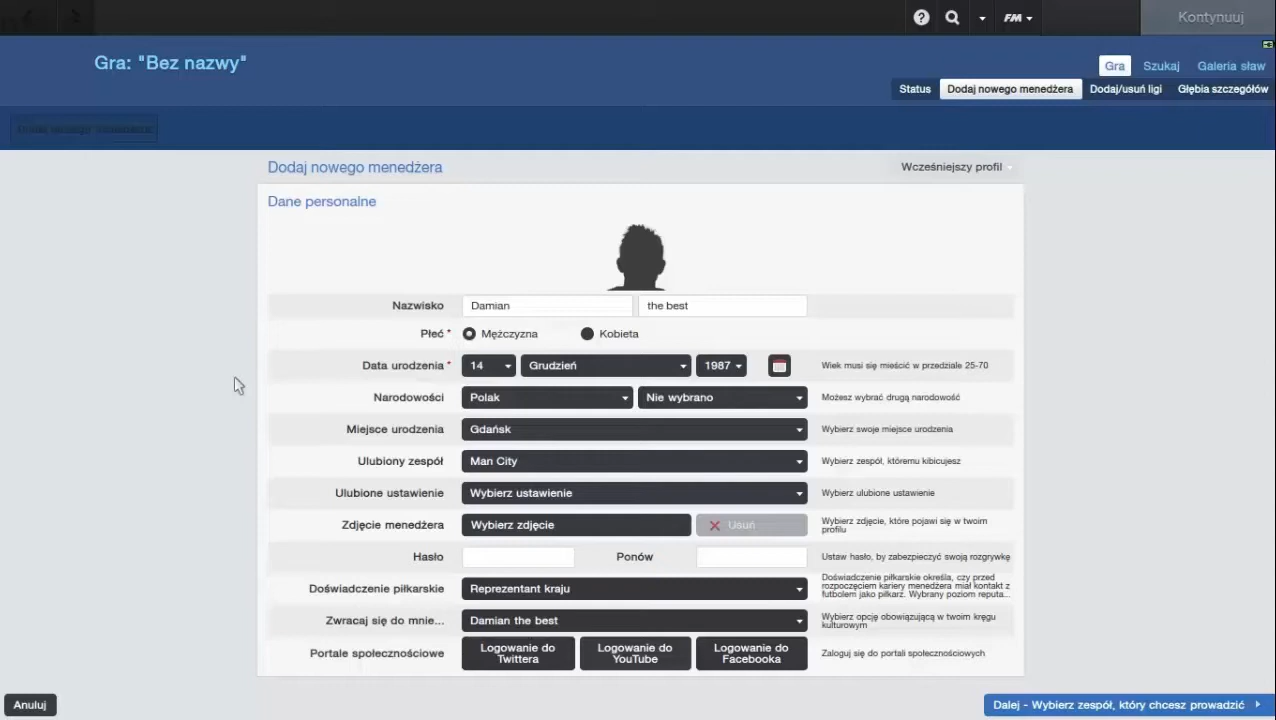 FM
Kontynuuj
Gra: "Bez nazwy"
Gra Szukaj Galeria sław
Status Dodaj nowego menedżera Dodaj/usuń ligi Głębia szczegółów
Dodaj nowego menedżera Wcześniejszy profil
Dane personalne
Nazwisko Damian the best
Płeć * Mężczyzna Kobieta
Data urodzenia * 14 Grudzień 1987 Wiek musi się mieścić w przedziale 25-70
Narodowości Polak Nie wybrano Możesz wybrać drugą narodowość
Miejsce urodzenia Gdańsk Wybierz swoje miejsce urodzenia
Ulubiony zespół Man City Wybierz zespół, któremu kibicujesz
Ulubione ustawienie Wybierz ustawienie Wybierz ulubione ustawienie
Zdjęcie menedżera Wybierz zdjęcie Usuń Wybierz zdjęcie, które pojawi się w twoim
profilu
Hasło Ponów Ustaw hasło, by zabezpieczyć swoją rozgrywkę
Doświadczenie piłkarskie Reprezentant kraju Doświadczenie piłkarskie określa, czy przed
rozpoczęciem kariery menedżera miał kontakt z
futbolem jako piłkarz. Wybrany poziom reputa...
Zwracaj się do mnie... Damian the best Wybierz opcję obowiązującą w twoim kręgu
kulturowym
Portale społecznościowe Logowanie do
Twittera Logowanie do
YouTube Logowanie do
Facebooka Zaloguj się do portali społecznościowych
Anuluj Dalej - Wybierz zespół, który chcesz prowadzić